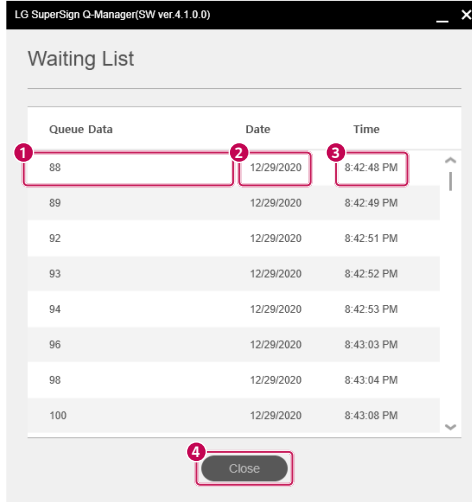 LG SuperSign Q-Manager(SW ver.4.1.0.0)
Waiting List
Queue Data Date Time
1 2 3
88 12/29/2020 8:42:48 PM
89 12/29/2020 8:42:49 PM
92 12/29/2020 8:42:51 PM
93 12/29/2020 8:42:52 PM
94 12/29/2020 8:42:53 PM
96 12/29/2020 8:43:03 PM
98 12/29/2020 8:43:04 PM
100 12/29/2020 8:43:08 PM
4
Close